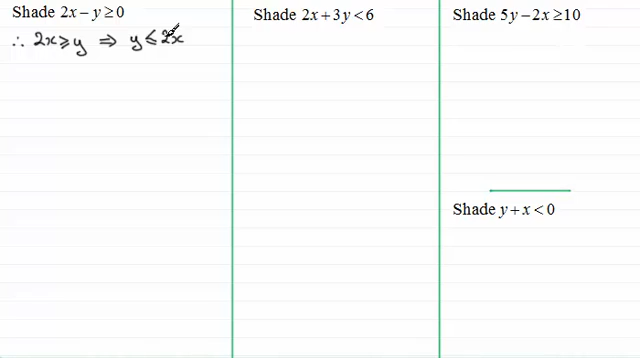 Shade 2x − y ≥ 0
∴ 2x ≥ y ⇒ y ≤ 2x
Shade 2x + 3y < 6
Shade 5y − 2x ≥ 10
Shade y + x < 0